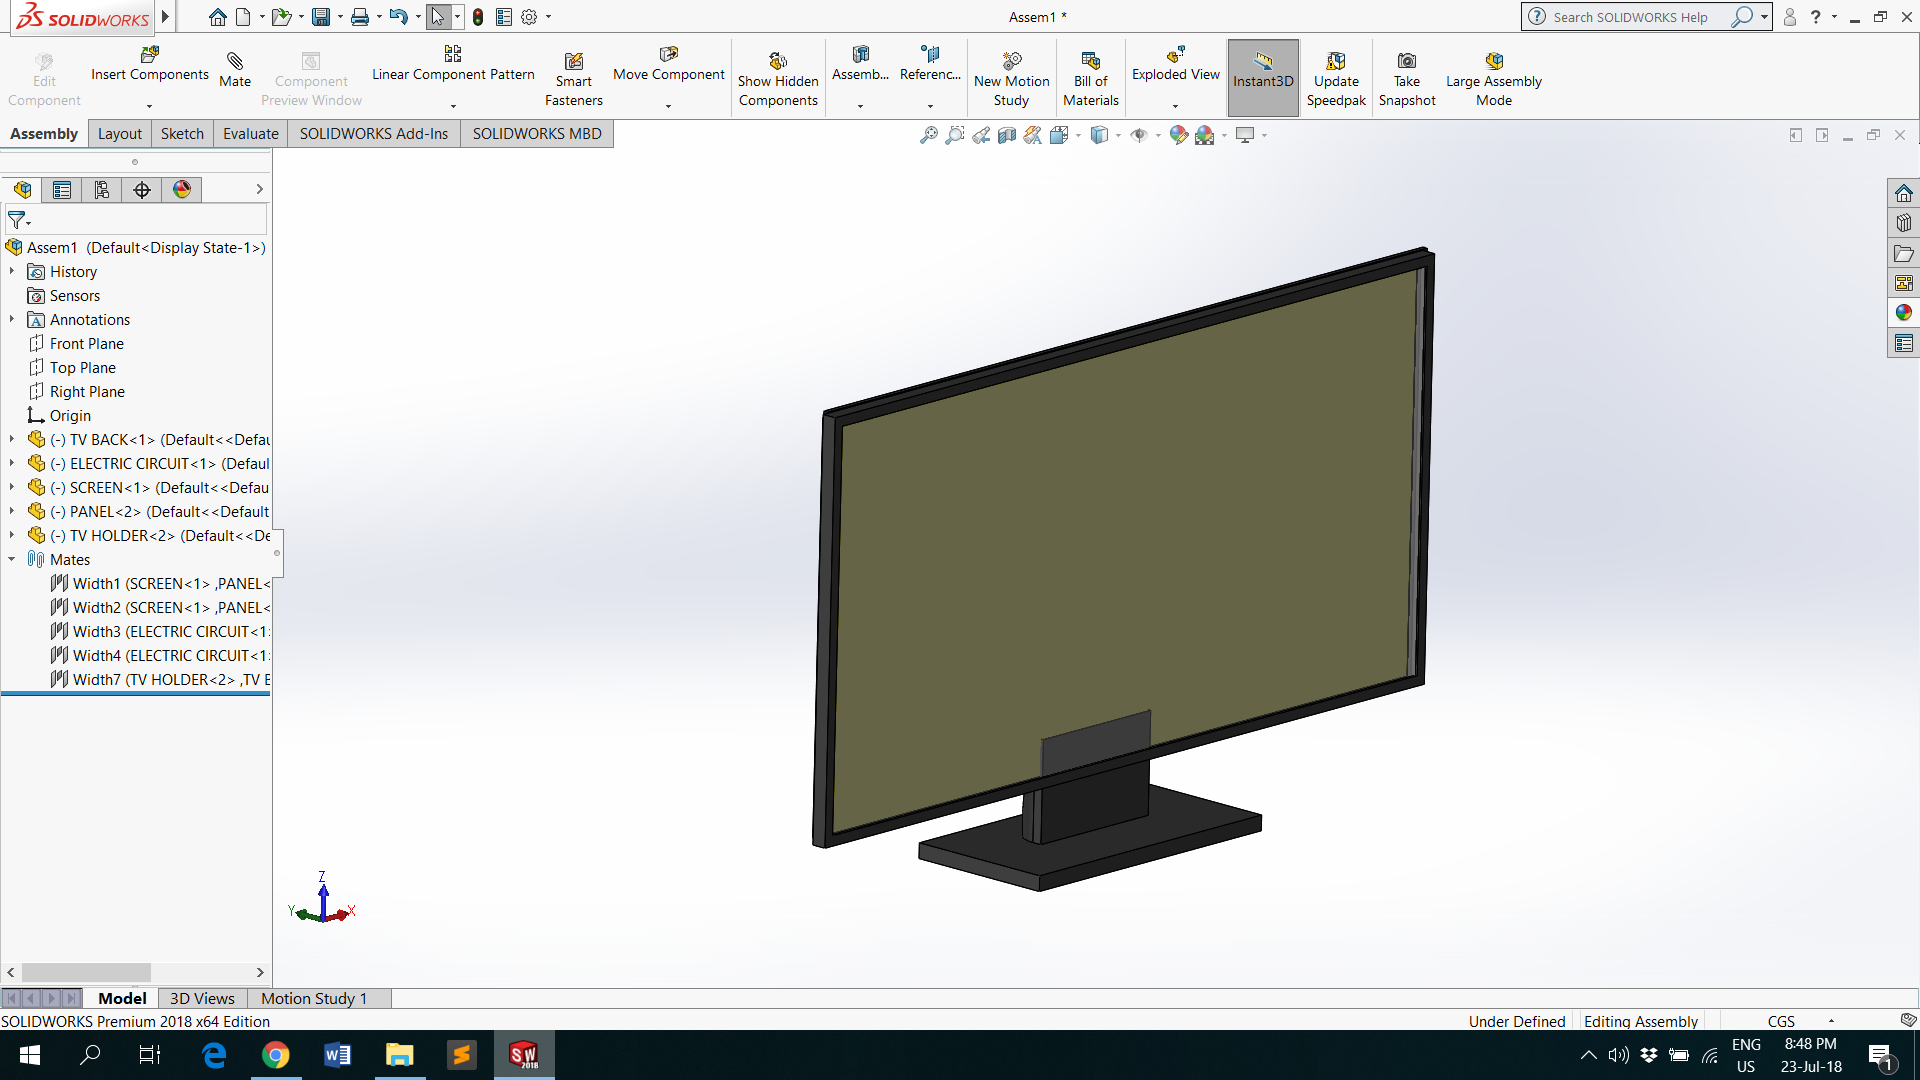 SOLIDWORKS
Assem1 *
Search SOLIDWORKS Help
?
Edit
Component
Insert Components
Mate
Component
Preview Window
Linear Component Pattern
Smart
Fasteners
Move Component
Show Hidden
Components
Assemb...
Referenc...
New Motion
Study
Bill of
Materials
Exploded View
Instant3D
Update
Speedpak
Take
Snapshot
Large Assembly
Mode
Assembly
Layout
Sketch
Evaluate
SOLIDWORKS Add-Ins
SOLIDWORKS MBD
Assem1 (Default<Display State-1>)
History
Sensors
Annotations
Front Plane
Top Plane
Right Plane
Origin
(-) TV BACK<1> (Default<<Defau
(-) ELECTRIC CIRCUIT<1> (Defaul
(-) SCREEN<1> (Default<<Defau
(-) PANEL<2> (Default<<Default
(-) TV HOLDER<2> (Default<<De
Mates
Width1 (SCREEN<1> ,PANEL<
Width2 (SCREEN<1> ,PANEL<
Width3 (ELECTRIC CIRCUIT<1>
Width4 (ELECTRIC CIRCUIT<1>
Width7 (TV HOLDER<2> ,TV B
Z
Y
X
Model
3D Views
Motion Study 1
SOLIDWORKS Premium 2018 x64 Edition
Under Defined
Editing Assembly
CGS
SW
2018
ENG
US
8:48 PM
23-Jul-18
1